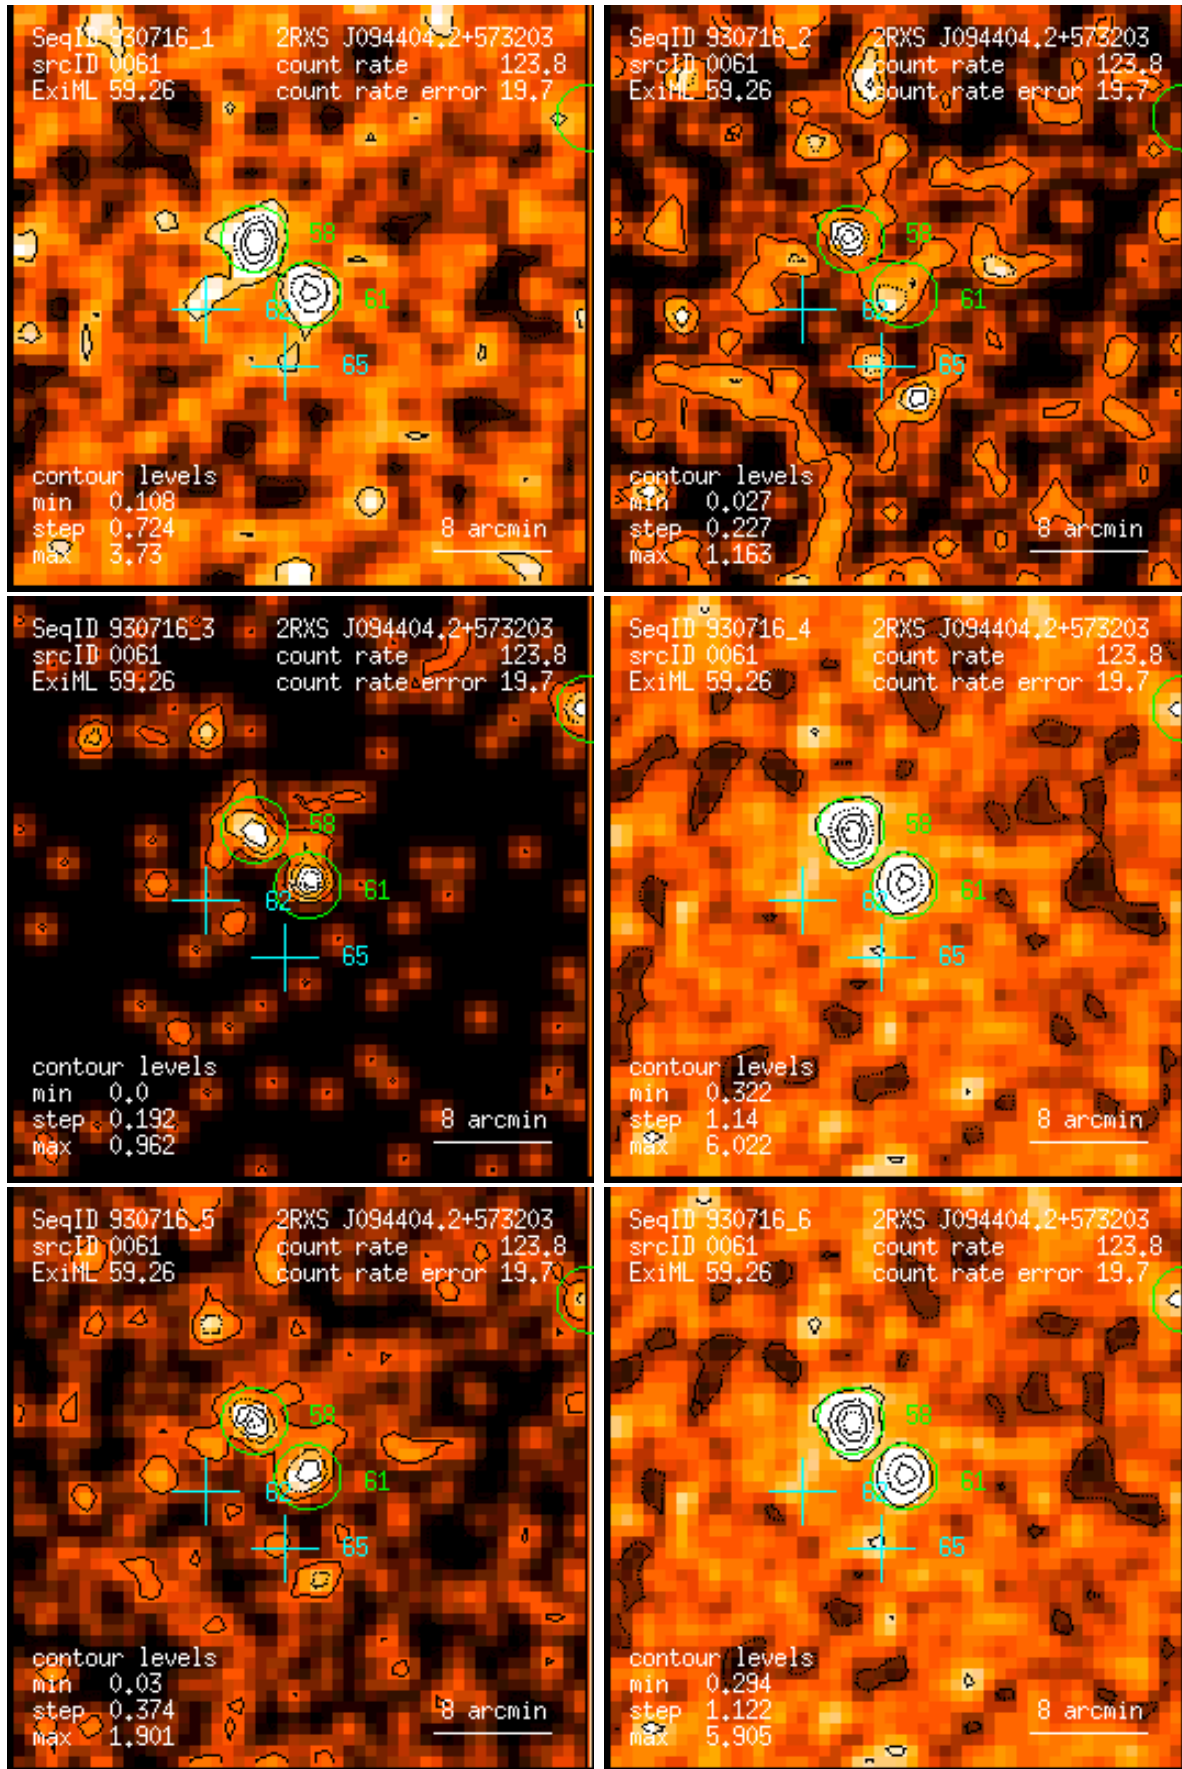 SeqID 930716_1 2RXS J094404.2+573203
srcID 0061 count rate 123.8
ExiML 59.26 count rate error 19.7
58
61
62
65
contour levels
min 0.108
step 0.724
max 3.73
8 arcmin
SeqID 930716_2 2RXS J094404.2+573203
srcID 0061 count rate 123.8
ExiML 59.26 count rate error 19.7
58
61
62
65
contour levels
min 0.027
step 0.227
max 1.163
8 arcmin
SeqID 930716_3 2RXS J094404.2+573203
srcID 0061 count rate 123.8
ExiML 59.26 count rate error 19.7
58
61
62
65
contour levels
min 0.0
step 0.192
max 0.962
8 arcmin
SeqID 930716_4 2RXS J094404.2+573203
srcID 0061 count rate 123.8
ExiML 59.26 count rate error 19.7
58
61
62
65
contour levels
min 0.322
step 1.14
max 6.022
8 arcmin
SeqID 930716_5 2RXS J094404.2+573203
srcID 0061 count rate 123.8
ExiML 59.26 count rate error 19.7
58
61
62
65
contour levels
min 0.03
step 0.374
max 1.901
8 arcmin
SeqID 930716_6 2RXS J094404.2+573203
srcID 0061 count rate 123.8
ExiML 59.26 count rate error 19.7
58
61
62
65
contour levels
min 0.294
step 1.122
max 5.905
8 arcmin